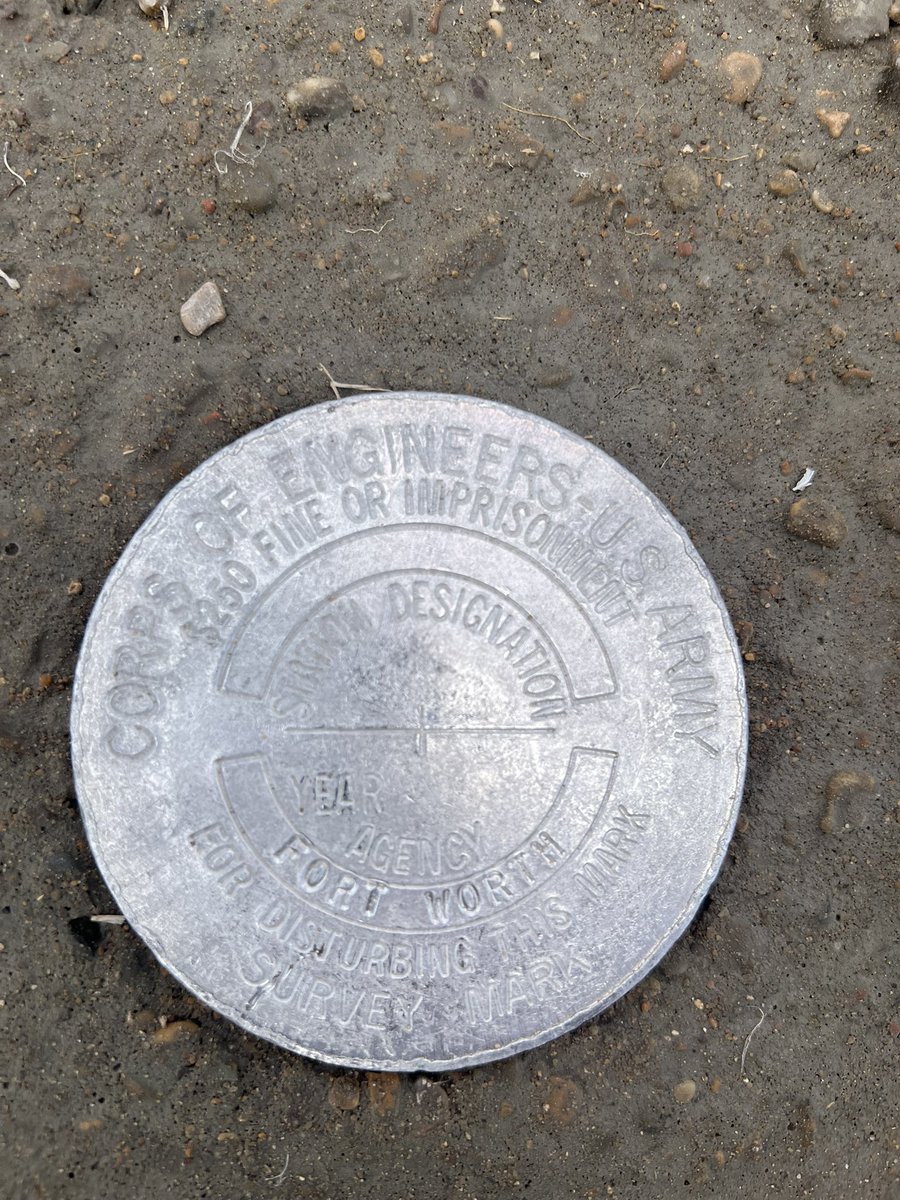 CORPS OF ENGINEERS-U.S. ARMY
$250 FINE OR IMPRISONMENT
STATION DESIGNATION
YEAR
AGENCY
FORT WORTH
FOR DISTURBING THIS MARK
SURVEY MARK